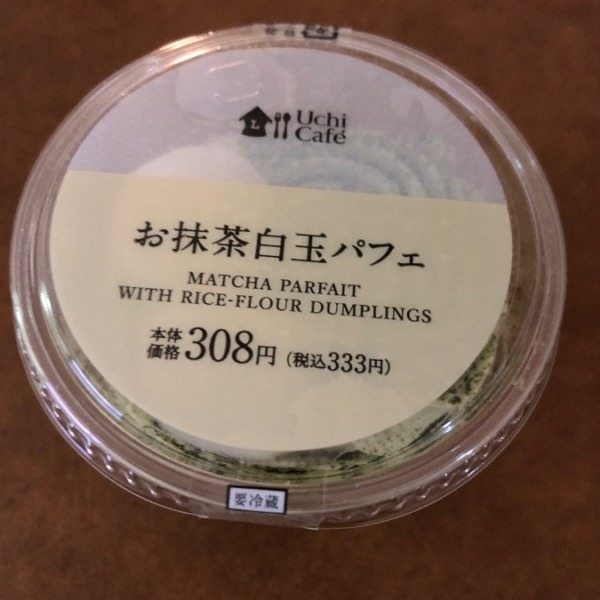 Uchi
Café
お抹茶白玉パフェ
MATCHA PARFAIT
WITH RICE-FLOUR DUMPLINGS
本体
価格 308円 (税込333円)
要冷蔵